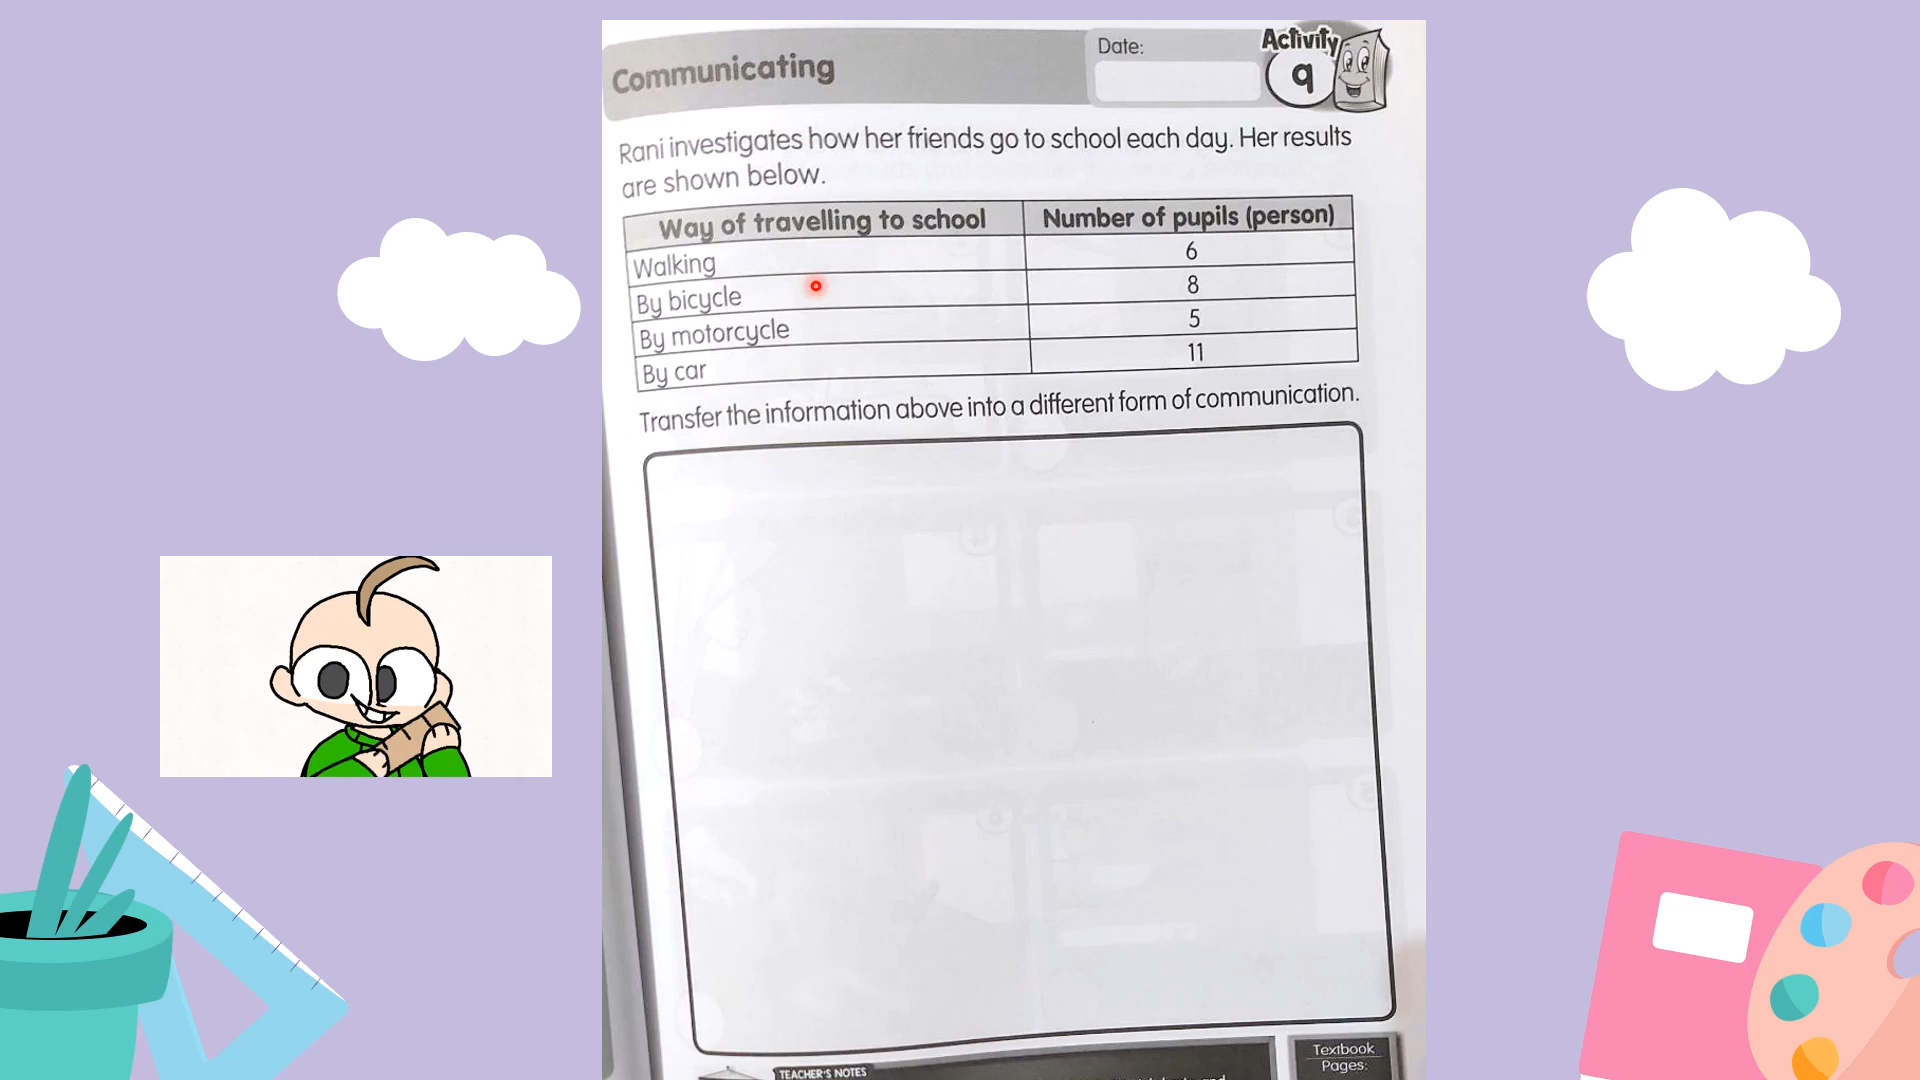 Communicating
Date:
Activity
9
Rani investigates how her friends go to school each day. Her results
are shown below.
Way of travelling to school Number of pupils (person)
Walking 6
By bicycle 8
By motorcycle 5
By car 11
Transfer the information above into a different form of communication.
TEACHER'S NOTES
and
Textbook
Pages: